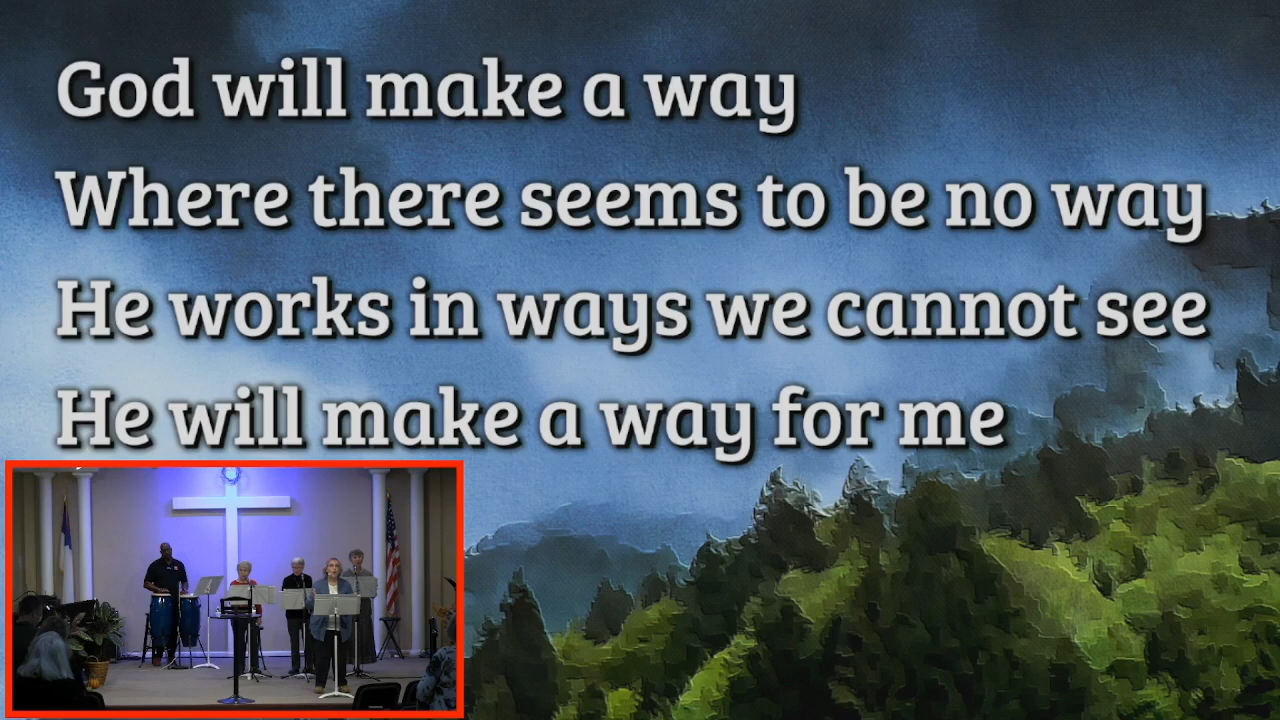 God will make a way
Where there seems to be no way
He works in ways we cannot see
He will make a way for me